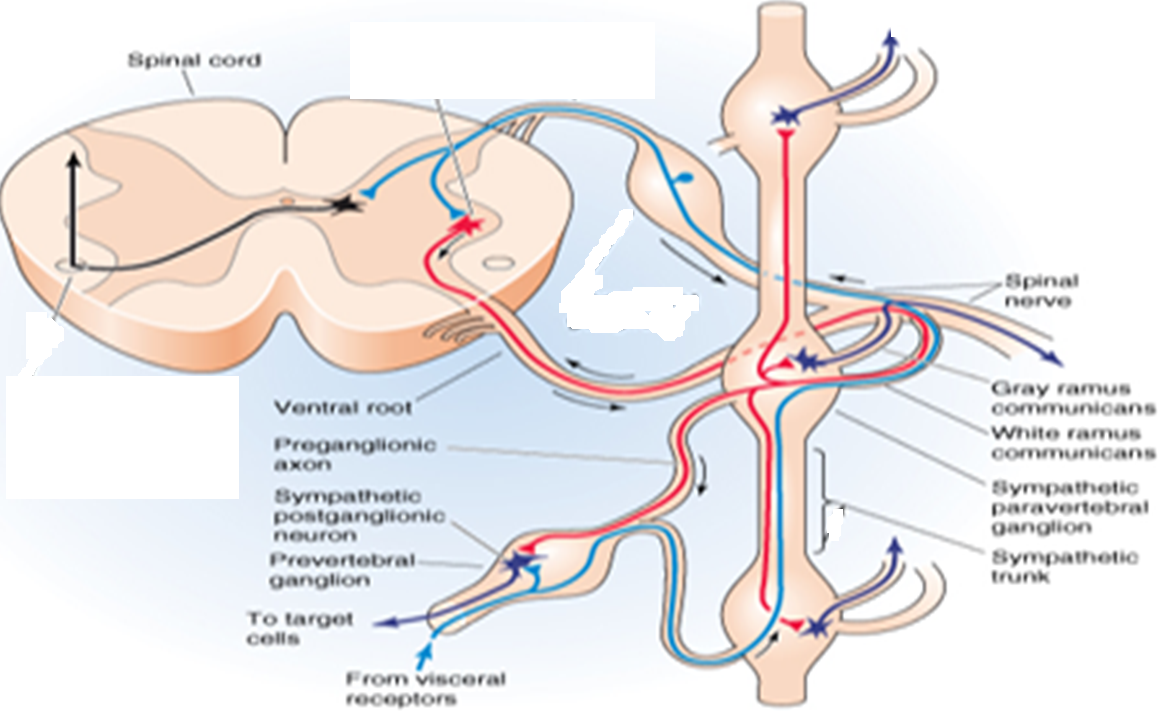 Spinal cord
Spinal
nerve
Ventral root
Gray ramus
communicans
White ramus
communicans
Preganglionic
axon
Sympathetic
postganglionic
neuron
Sympathetic
paravertebral
ganglion
Prevertebral
ganglion
Sympathetic
trunk
To target
cells
From visceral
receptors